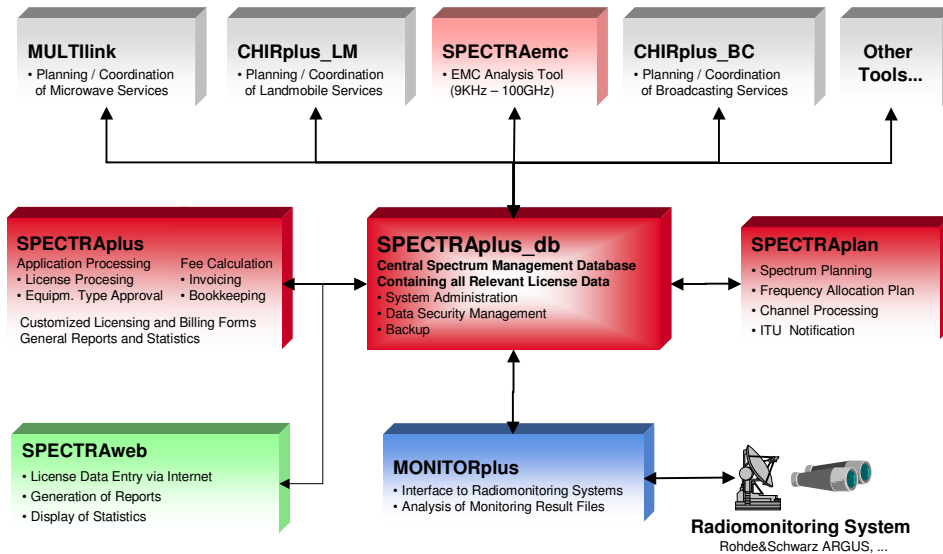 MULTIlink
• Planning / Coordination
of Microwave Services
CHIRplus_LM
• Planning / Coordination
of Landmobile Services
SPECTRAemc
• EMC Analysis Tool
(9KHz – 100GHz)
CHIRplus_BC
• Planning / Coordination
of Broadcasting Services
Other
Tools...
SPECTRAplus
Application Processing
• License Procesing
• Equipm. Type Approval
Fee Calculation
• Invoicing
• Bookkeeping
Customized Licensing and Billing Forms
General Reports and Statistics
SPECTRAplus_db
Central Spectrum Management Database
Containing all Relevant License Data
• System Administration
• Data Security Management
• Backup
SPECTRAplan
• Spectrum Planning
• Frequency Allocation Plan
• Channel Processing
• ITU Notification
SPECTRAweb
• License Data Entry via Internet
• Generation of Reports
• Display of Statistics
MONITORplus
• Interface to Radiomonitoring Systems
• Analysis of Monitoring Result Files
Radiomonitoring System
Rohde&Schwarz ARGUS, ...